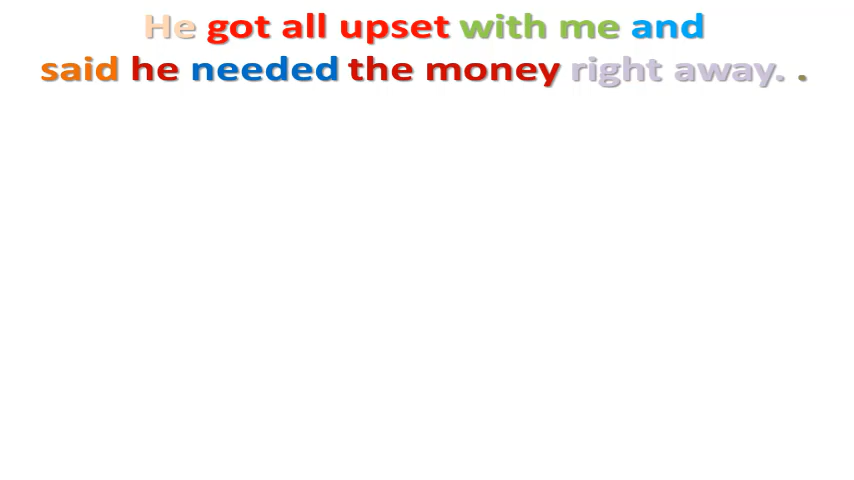 He got all upset with me and
said he needed the money right away. .